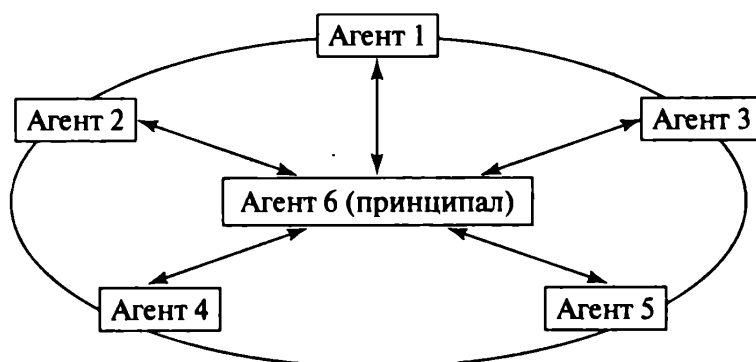 Агент 1
Агент 2
Агент 3
Агент 6 (принципал)
Агент 4
Агент 5